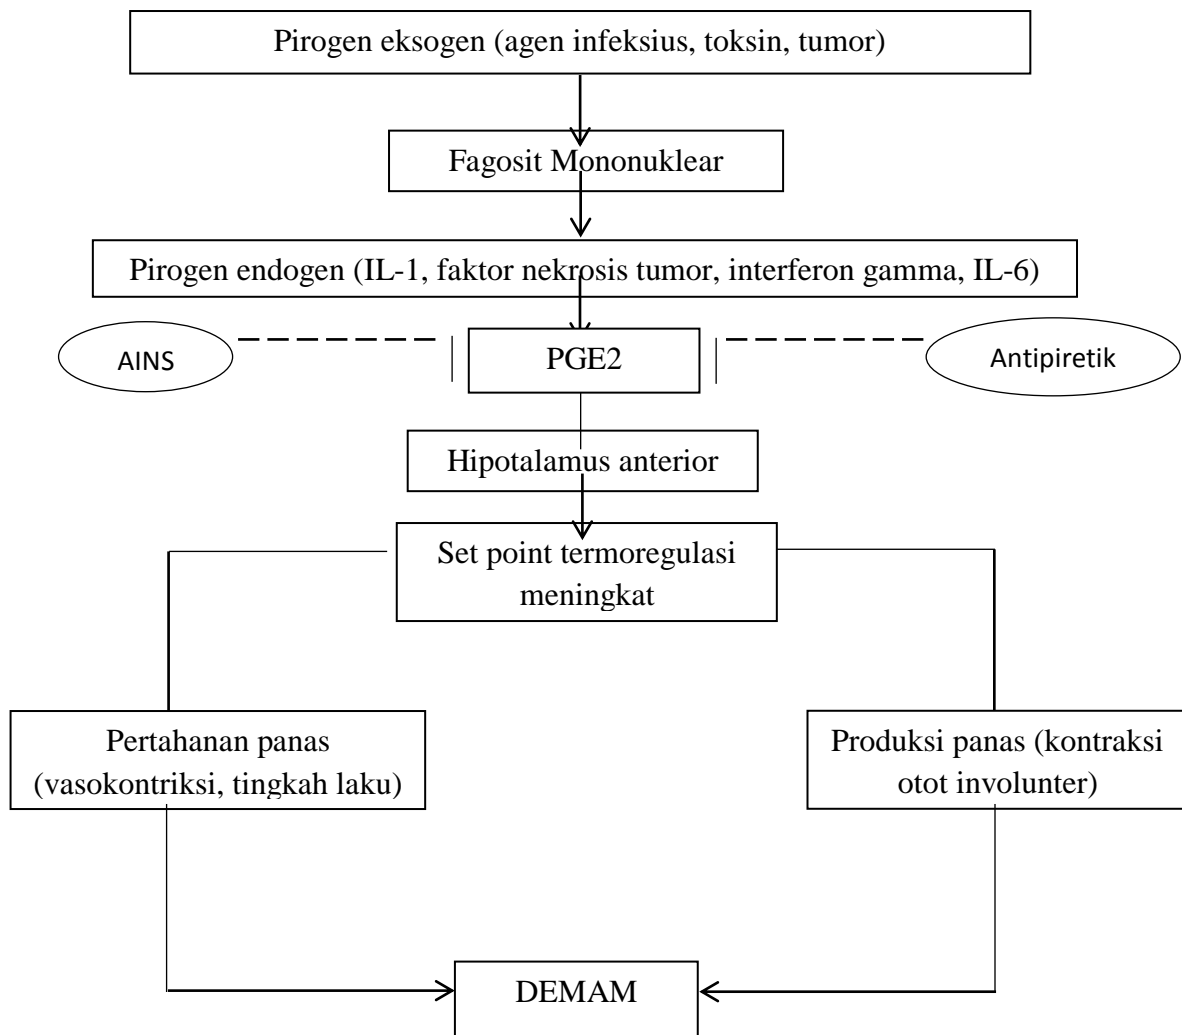 Pirogen eksogen (agen infeksius, toksin, tumor)
Fagosit Mononuklear
Pirogen endogen (IL-1, faktor nekrosis tumor, interferon gamma, IL-6)
AINS
PGE2
Antipiretik
Hipotalamus anterior
Set point termoregulasi
meningkat
Pertahanan panas
(vasokontriksi, tingkah laku)
Produksi panas (kontraksi
otot involunter)
DEMAM